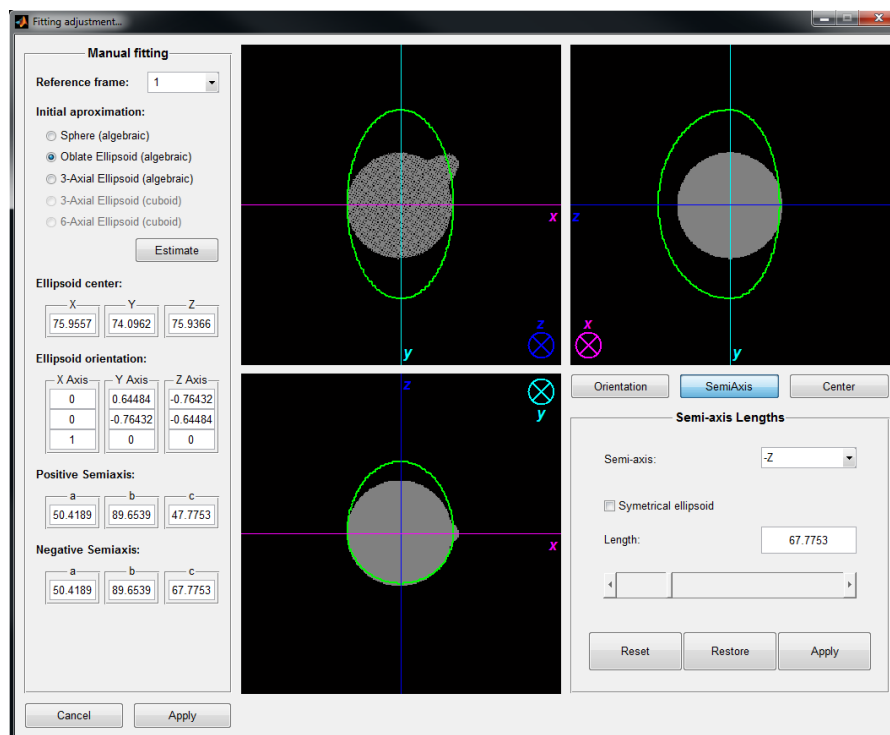 Fitting adjustment...
Manual fitting
Reference frame: 1
Initial aproximation:
Sphere (algebraic)
Oblate Ellipsoid (algebraic)
3-Axial Ellipsoid (algebraic)
3-Axial Ellipsoid (cuboid)
6-Axial Ellipsoid (cuboid)
Estimate
Ellipsoid center:
X Y Z
75.9557 74.0962 75.9366
Ellipsoid orientation:
X Axis Y Axis Z Axis
0 0.64484 -0.76432
0 -0.76432 -0.64484
1 0 0
Positive Semiaxis:
a b c
50.4189 89.6539 47.7753
Negative Semiaxis:
a b c
50.4189 89.6539 67.7753
Cancel Apply
x
z
y
z
x
y
z
y
x
Orientation SemiAxis Center
Semi-axis Lengths
Semi-axis: -Z
Symetrical ellipsoid
Length: 67.7753
Reset Restore Apply